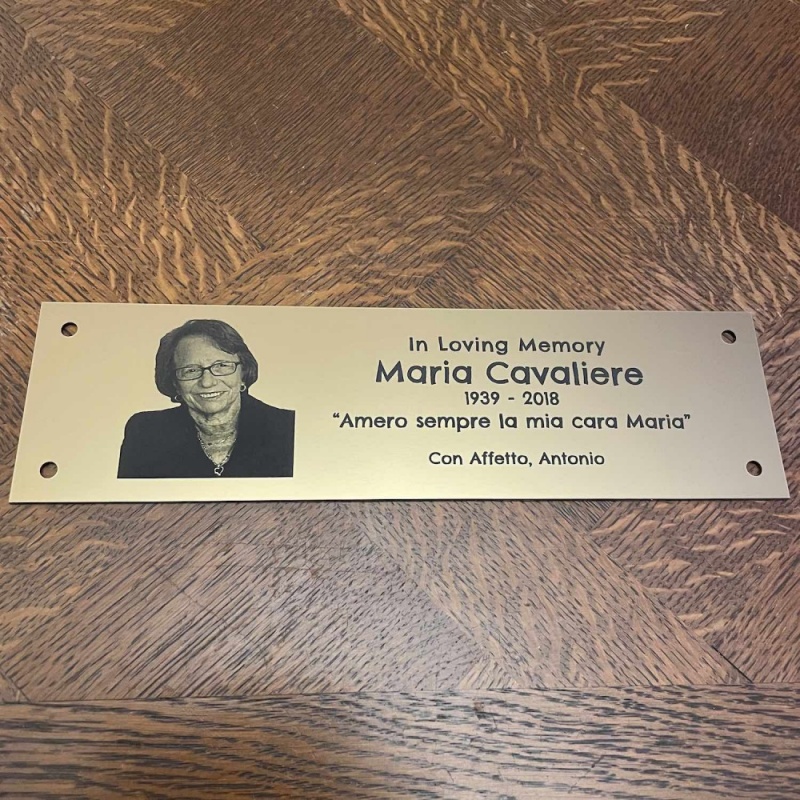 In Loving Memory
Maria Cavaliere
1939 - 2018
“Amero sempre la mia cara Maria”
Con Affetto, Antonio